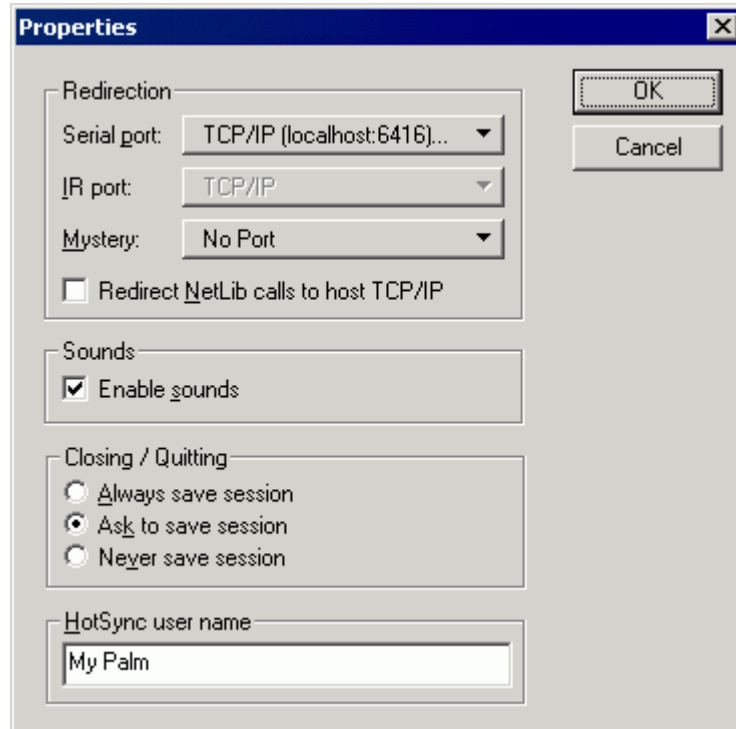 Properties
Redirection
OK
Serial port: TCP/IP (localhost:6416)...
Cancel
IR port: TCP/IP
Mystery: No Port
Redirect NetLib calls to host TCP/IP
Sounds
Enable sounds
Closing / Quitting
Always save session
Ask to save session
Never save session
HotSync user name
My Palm